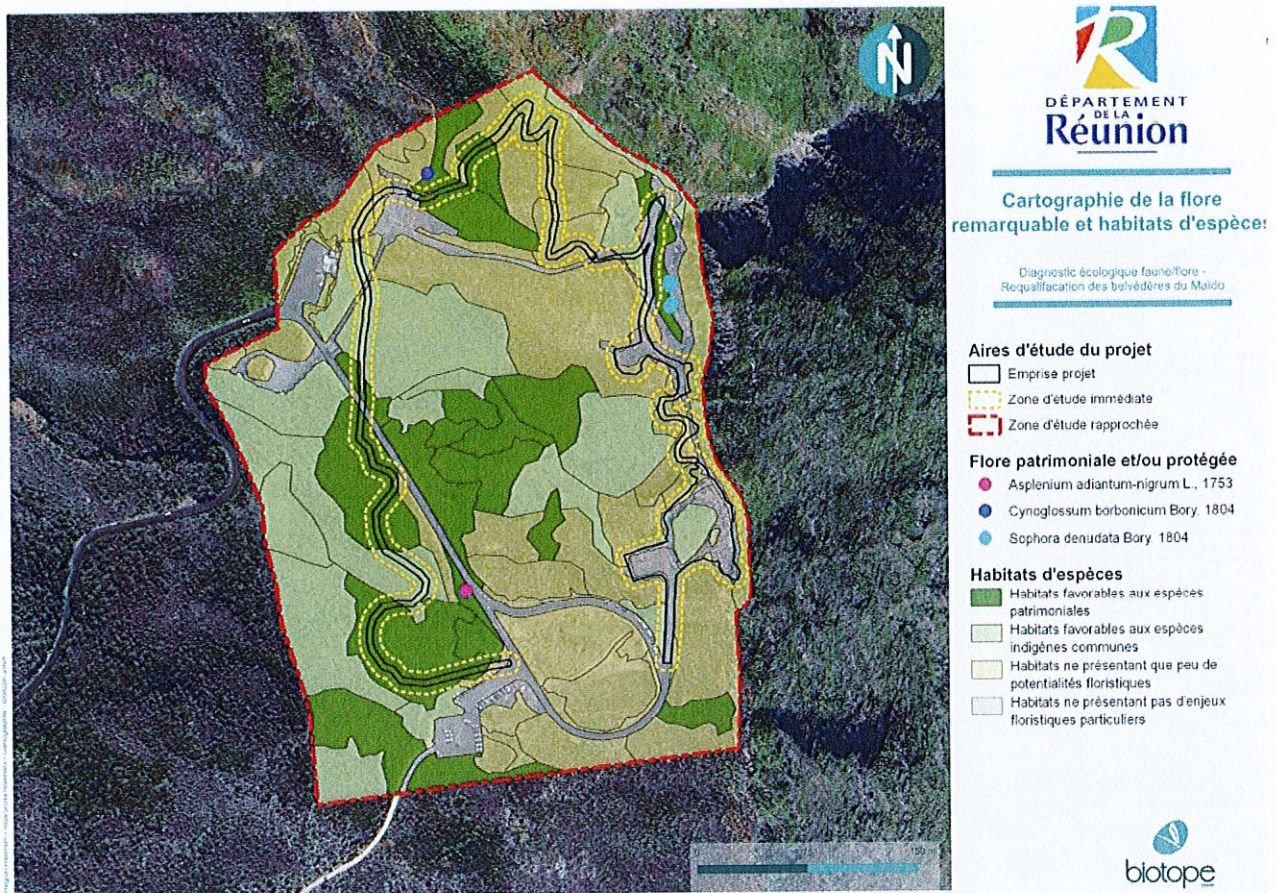 N
DÉPARTEMENT
DE LA
Réunion
Cartographie de la flore
remarquable et habitats d'espèces
Diagnostic écologique faune/flore -
Requalifacation des belvédères du Maïdo
Aires d'étude du projet
Emprise projet
Zone d'étude immédiate
Zone d'étude rapprochée
Flore patrimoniale et/ou protégée
Asplenium adiantum-nigrum L., 1753
Cynoglossum borbonicum Bory, 1804
Sophora denudata Bory, 1804
Habitats d'espèces
Habitats favorables aux espèces
patrimoniales
Habitats favorables aux espèces
indigènes communes
Habitats ne présentant que peu de
potentialités floristiques
Habitats ne présentant pas d'enjeux
floristiques particuliers
0 75 150 m
biotope